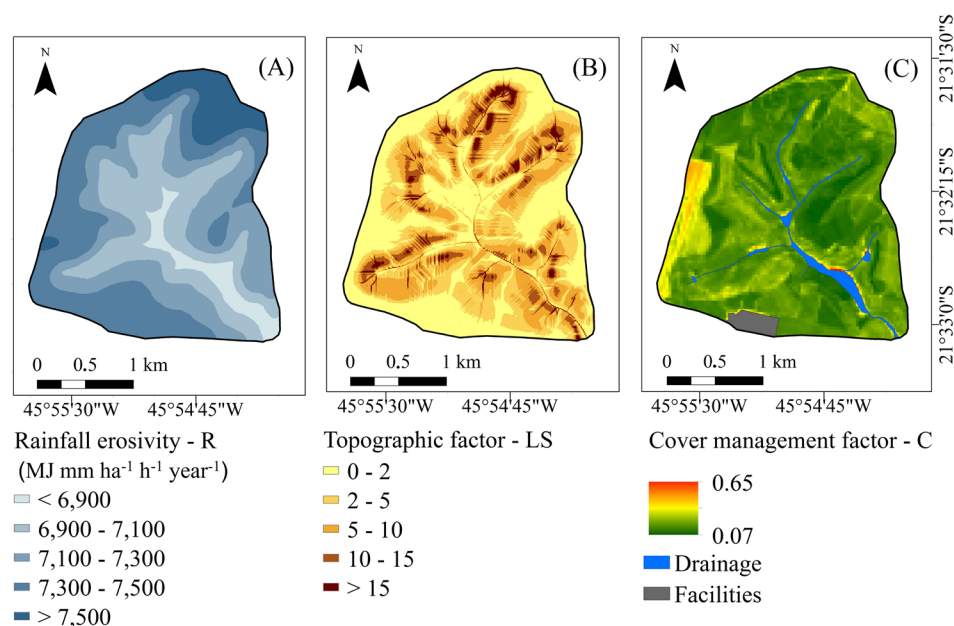 N
(A)
N
(B)
N
(C)
21°31'30"S
21°32'15"S
21°33'0"S
0 0.5 1 km
0 0.5 1 km
0 0.5 1 km
45°55'30"W 45°54'45"W
45°55'30"W 45°54'45"W
45°55'30"W 45°54'45"W
Rainfall erosivity - R
(MJ mm ha⁻¹ h⁻¹ year⁻¹)
< 6,900
6,900 - 7,100
7,100 - 7,300
7,300 - 7,500
> 7,500
Topographic factor - LS
0 - 2
2 - 5
5 - 10
10 - 15
> 15
Cover management factor - C
0.65
0.07
Drainage
Facilities